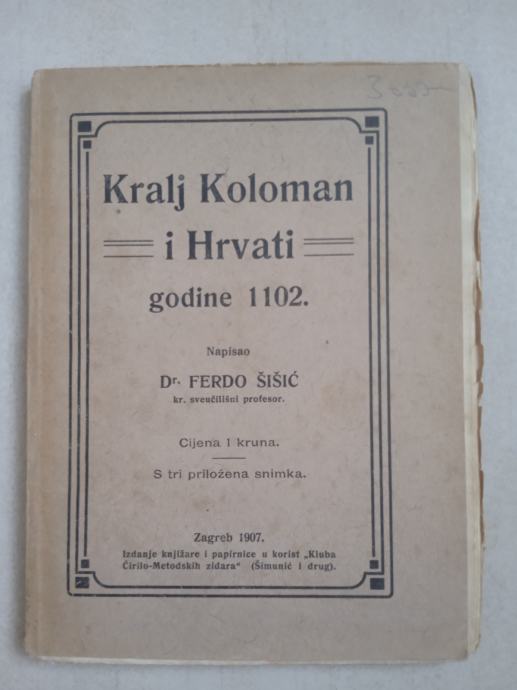 Kralj Koloman
i Hrvati
godine 1102.
Napisao
Dr. FERDO ŠIŠIĆ
kr. sveučilišni profesor.
Cijena 1 kruna.
S tri priložena snimka.
Zagreb 1907.
Izdanje knjižare i papirnice u korist „Kluba
Ćirilo-Metodskih zidara“ (Šimunić i drug).